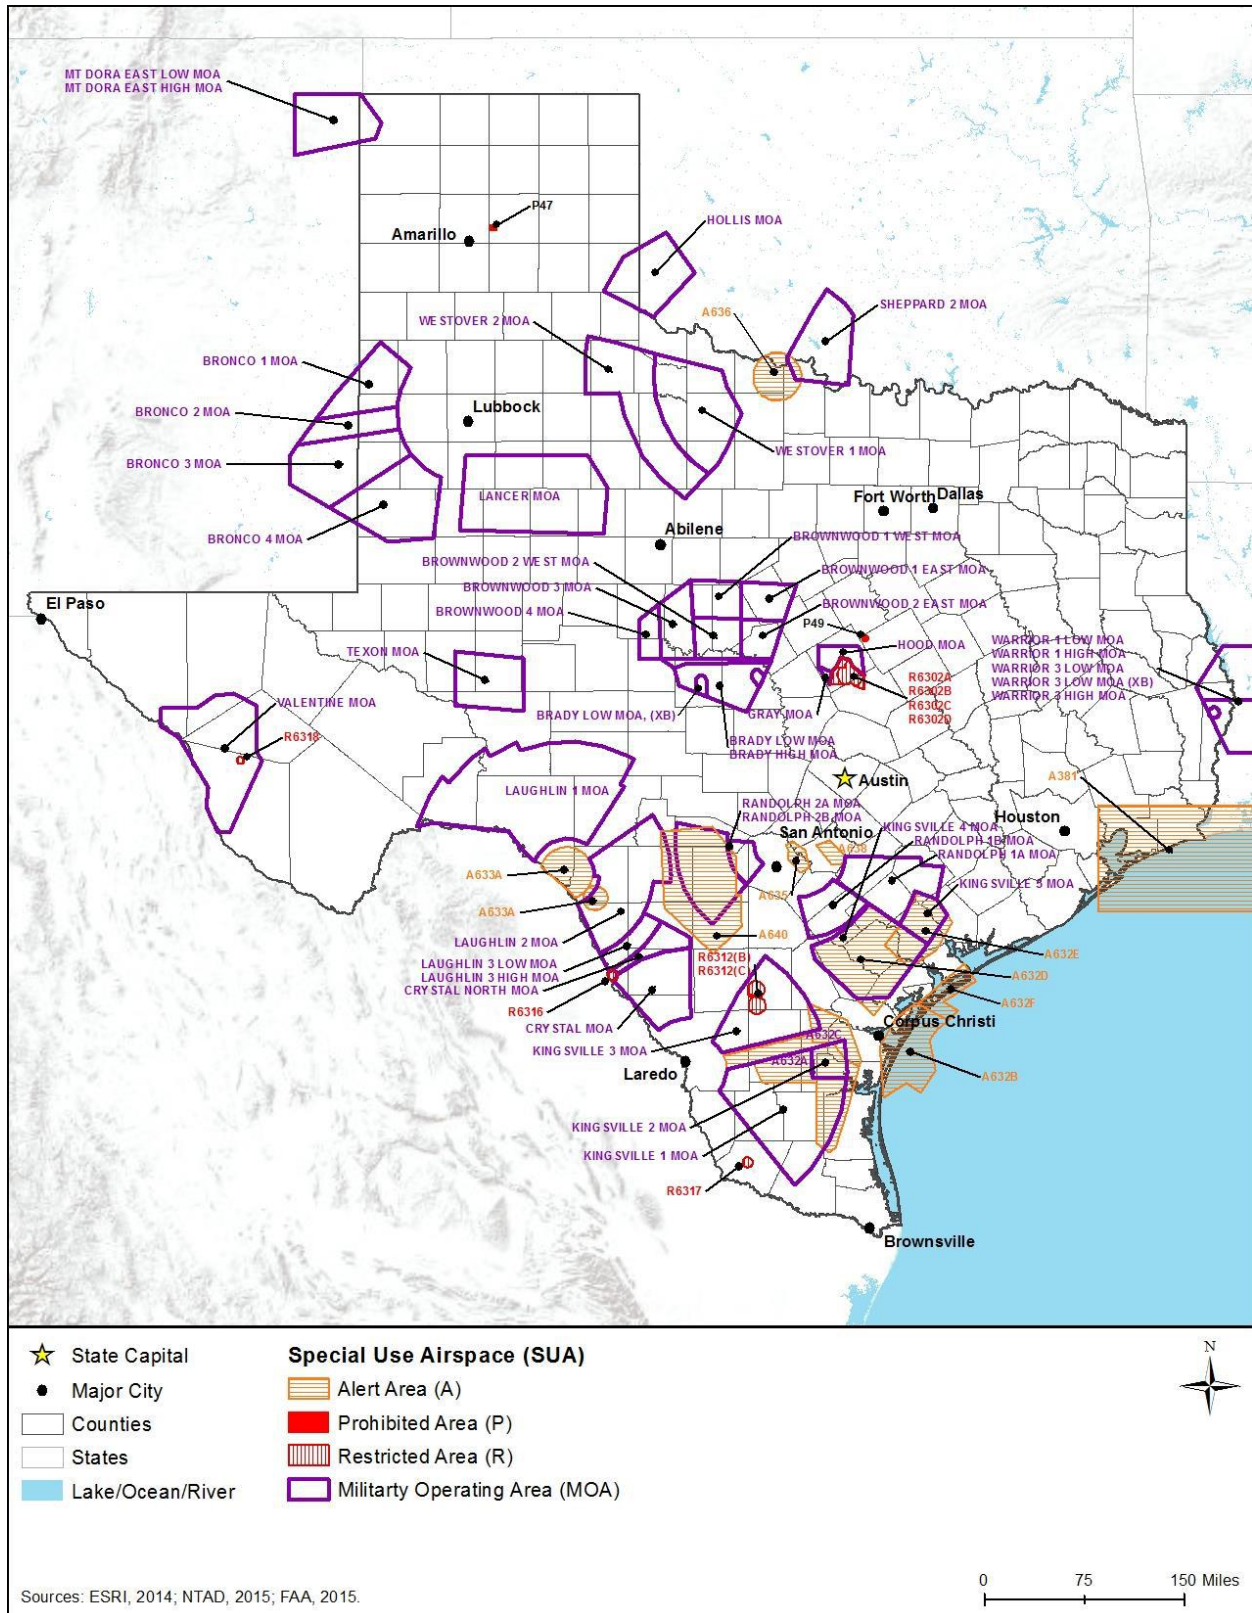 MT DORA EAST LOW MOA
MT DORA EAST HIGH MOA
P47
Amarillo
HOLLIS MOA
SHEPPARD 2 MOA
A636
WESTOVER 2 MOA
BRONCO 1 MOA
BRONCO 2 MOA
Lubbock
BRONCO 3 MOA
WESTOVER 1 MOA
LANCER MOA
Fort Worth
Dallas
BRONCO 4 MOA
Abilene
BROWNWOOD 1 WEST MOA
BROWNWOOD 2 WEST MOA
BROWNWOOD 1 EAST MOA
BROWNWOOD 3 MOA
BROWNWOOD 4 MOA
BROWNWOOD 2 EAST MOA
El Paso
P49
HOOD MOA
WARRIOR 1 LOW MOA
WARRIOR 1 HIGH MOA
WARRIOR 3 LOW MOA
WARRIOR 3 LOW MOA (XB)
WARRIOR 3 HIGH MOA
TEXON MOA
R6302A
R6302B
R6302C
R6302D
VALENTINE MOA
R6318
BRADY LOW MOA, (XB)
GRAY MOA
BRADY LOW MOA
BRADY HIGH MOA
A381
Austin
LAUGHLIN 1 MOA
RANDOLPH 2A MOA
RANDOLPH 2B MOA
Houston
San Antonio
KINGSVILLE 4 MOA
RANDOLPH 1B MOA
RANDOLPH 1A MOA
A638
A633A
A635
KINGSVILLE 5 MOA
A633A
A640
LAUGHLIN 2 MOA
A632E
LAUGHLIN 3 LOW MOA
LAUGHLIN 3 HIGH MOA
R6312(B)
R6312(C)
A632D
CRYSTAL NORTH MOA
A632F
R6316
CRYSTAL MOA
Corpus Christi
A632C
KINGSVILLE 3 MOA
A632A
Laredo
A632B
KINGSVILLE 2 MOA
KINGSVILLE 1 MOA
R6317
Brownsville
State Capital
Major City
Counties
States
Lake/Ocean/River
Special Use Airspace (SUA)
Alert Area (A)
Prohibited Area (P)
Restricted Area (R)
Militarty Operating Area (MOA)
N
Sources: ESRI, 2014; NTAD, 2015; FAA, 2015.
0 75 150 Miles